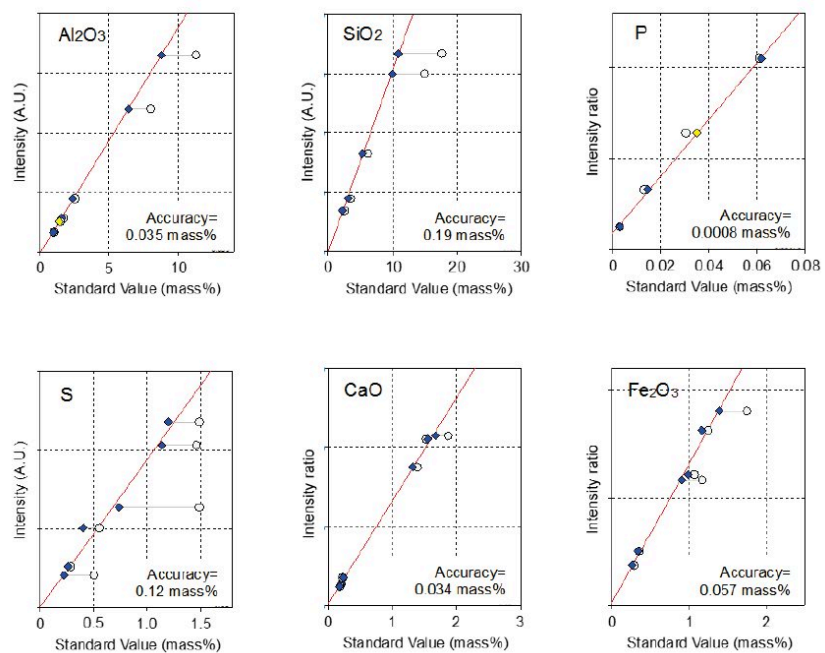 Al2O3
Intensity (A.U.)
Accuracy=
0.035 mass%
0 5 10
Standard Value (mass%)
SiO2
Intensity (A.U.)
Accuracy=
0.19 mass%
0 10 20 30
Standard Value (mass%)
P
Intensity ratio
Accuracy=
0.0008 mass%
0 0.02 0.04 0.06 0.08
Standard Value (mass%)
S
Intensity (A.U.)
Accuracy=
0.12 mass%
0 0.5 1.0 1.5
Standard Value (mass%)
CaO
Intensity ratio
Accuracy=
0.034 mass%
0 1 2 3
Standard Value (mass%)
Fe2O3
Intensity ratio
Accuracy=
0.057 mass%
0 1 2
Standard Value (mass%)